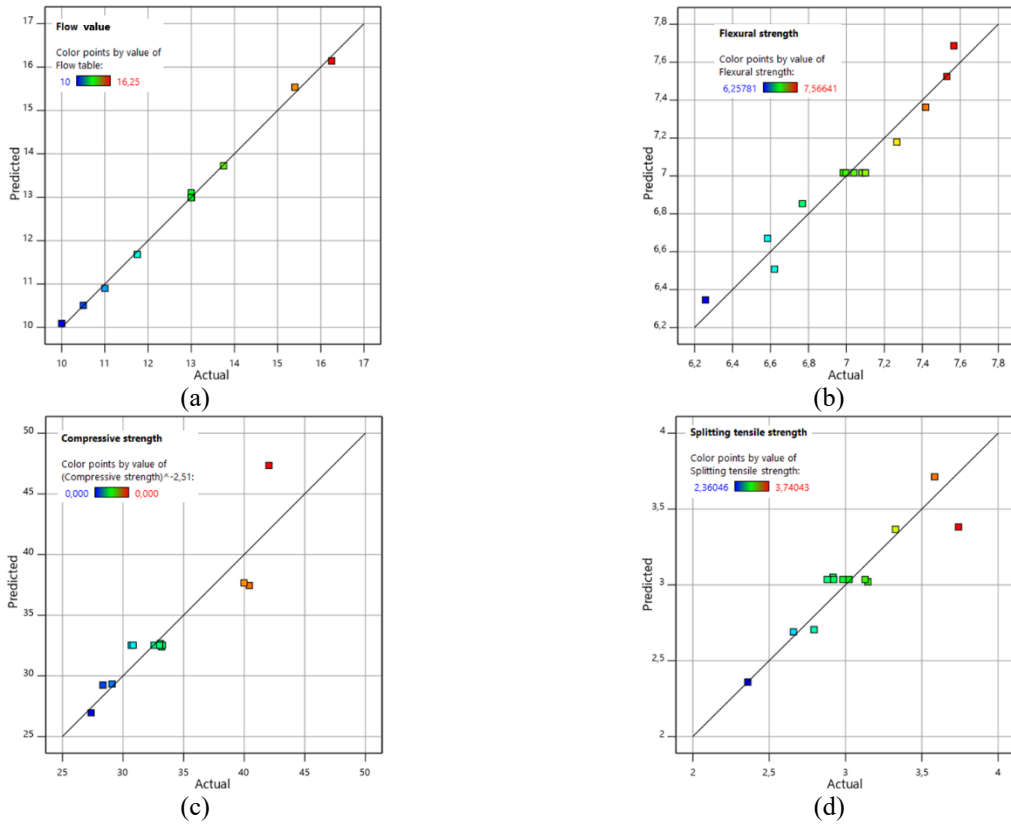 Flow value
Color points by value of
Flow table:
10 16,25
17
16
15
14
13
12
11
10
Predicted
10 11 12 13 14 15 16 17
Actual
(a)
Flexural strength
Color points by value of
Flexural strength:
6,25781 7,56641
7,8
7,6
7,4
7,2
7
6,8
6,6
6,4
6,2
Predicted
6,2 6,4 6,6 6,8 7 7,2 7,4 7,6 7,8
Actual
(b)
Compressive strength
Color points by value of
(Compressive strength)^-2,51:
0,000 0,000
50
45
40
35
30
25
Predicted
25 30 35 40 45 50
Actual
(c)
Splitting tensile strength
Color points by value of
Splitting tensile strength:
2,36046 3,74043
4
3,5
3
2,5
2
Predicted
2 2,5 3 3,5 4
Actual
(d)